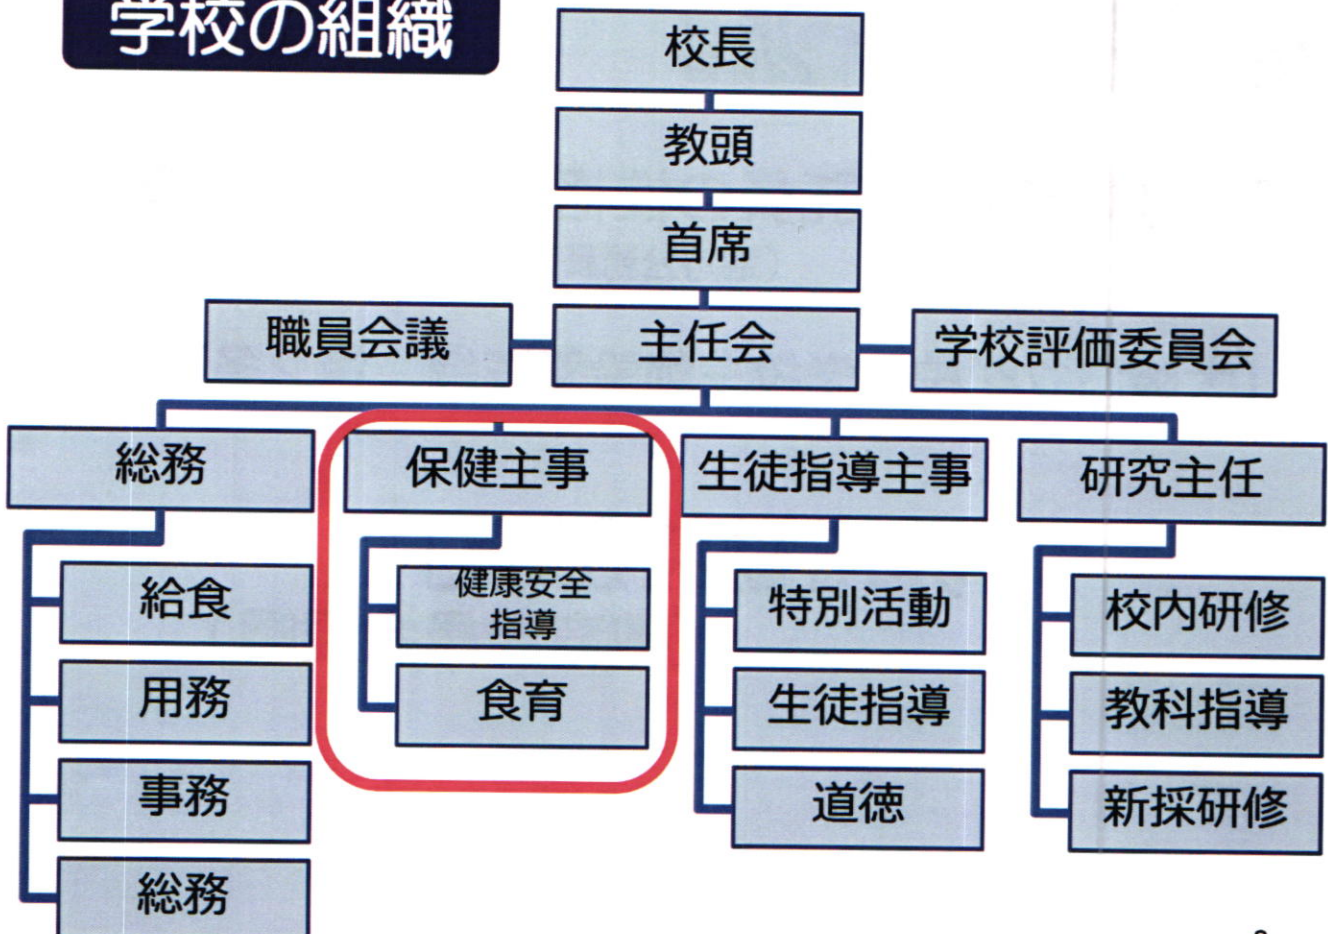 学校の組織
校長
教頭
首席
職員会議
主任会
学校評価委員会
総務
保健主事
生徒指導主事
研究主任
給食
用務
事務
総務
健康安全
指導
食育
特別活動
生徒指導
道徳
校内研修
教科指導
新採研修